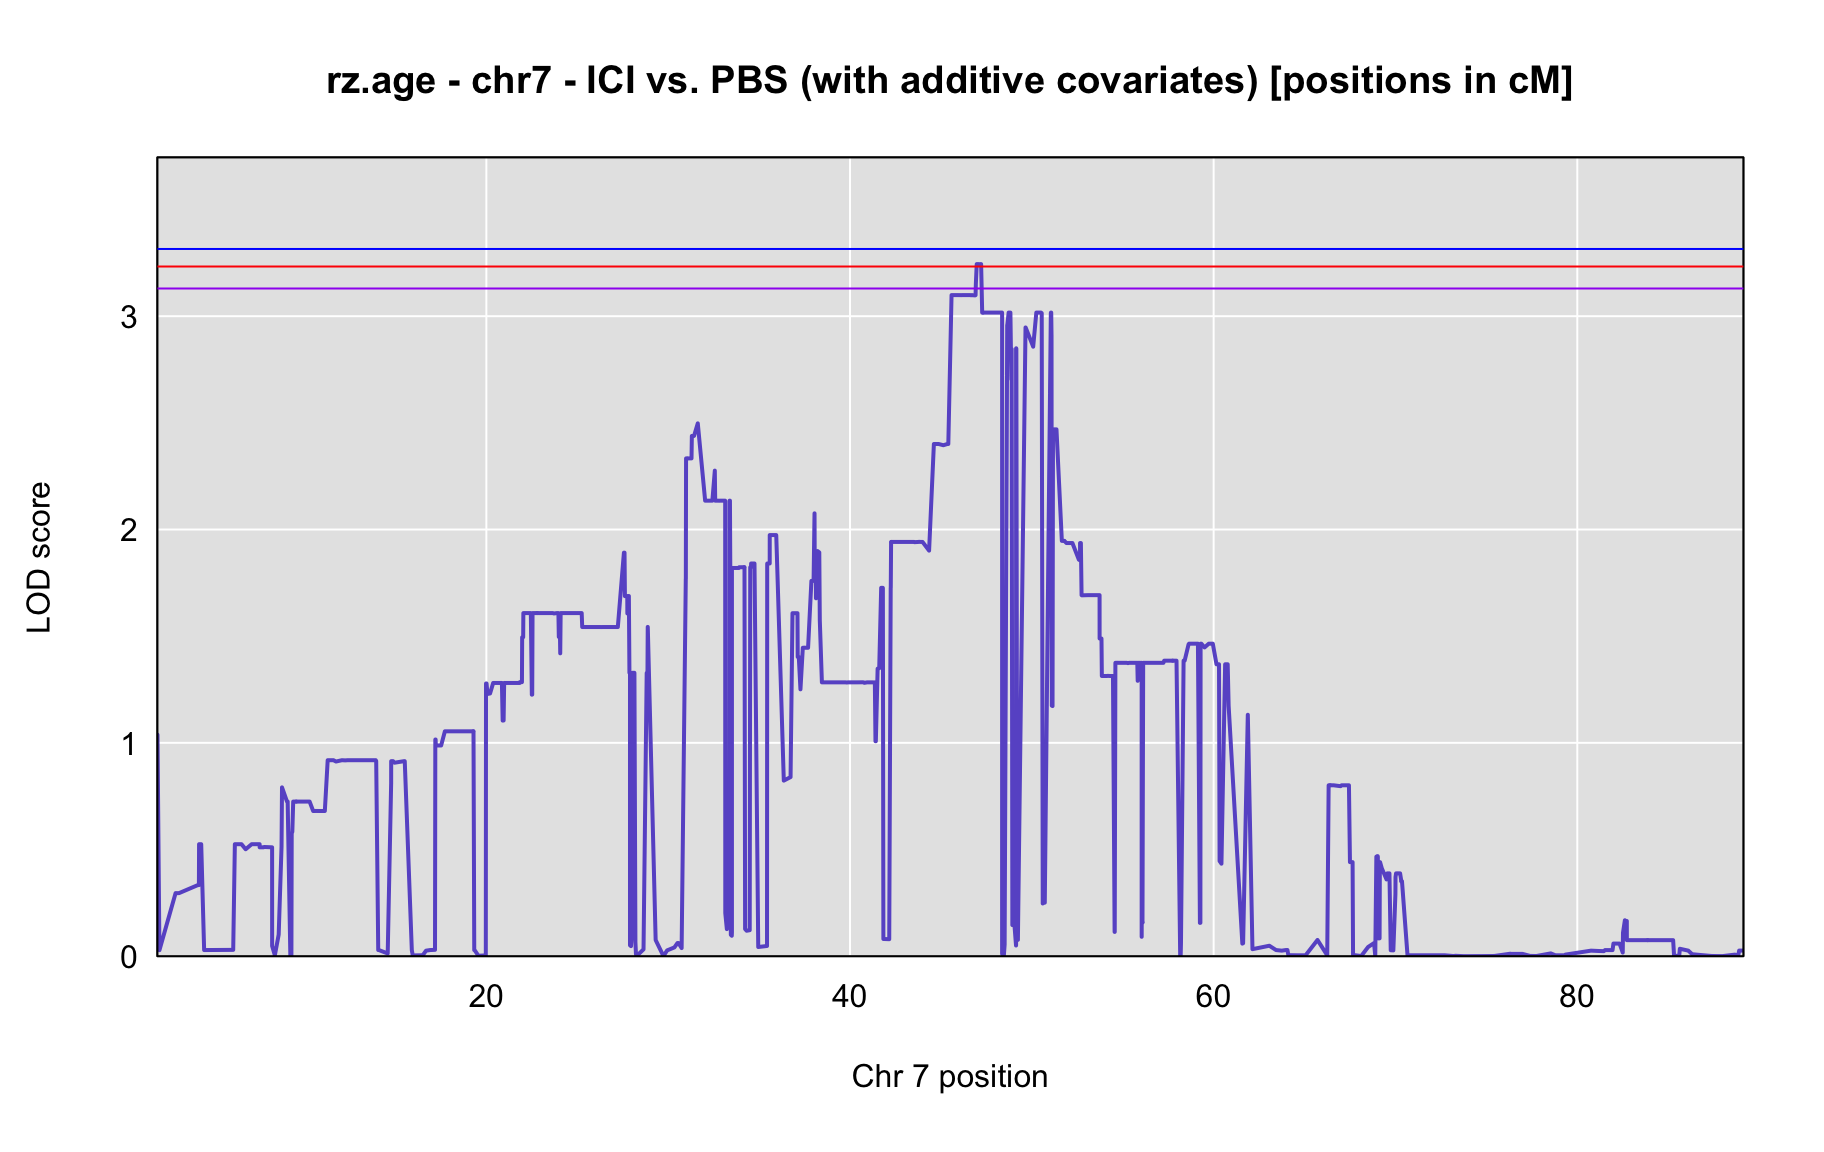 rz.age - chr7 - ICI vs. PBS (with additive covariates) [positions in cM]
LOD score
3
2
1
0
20 40 60 80
Chr 7 position